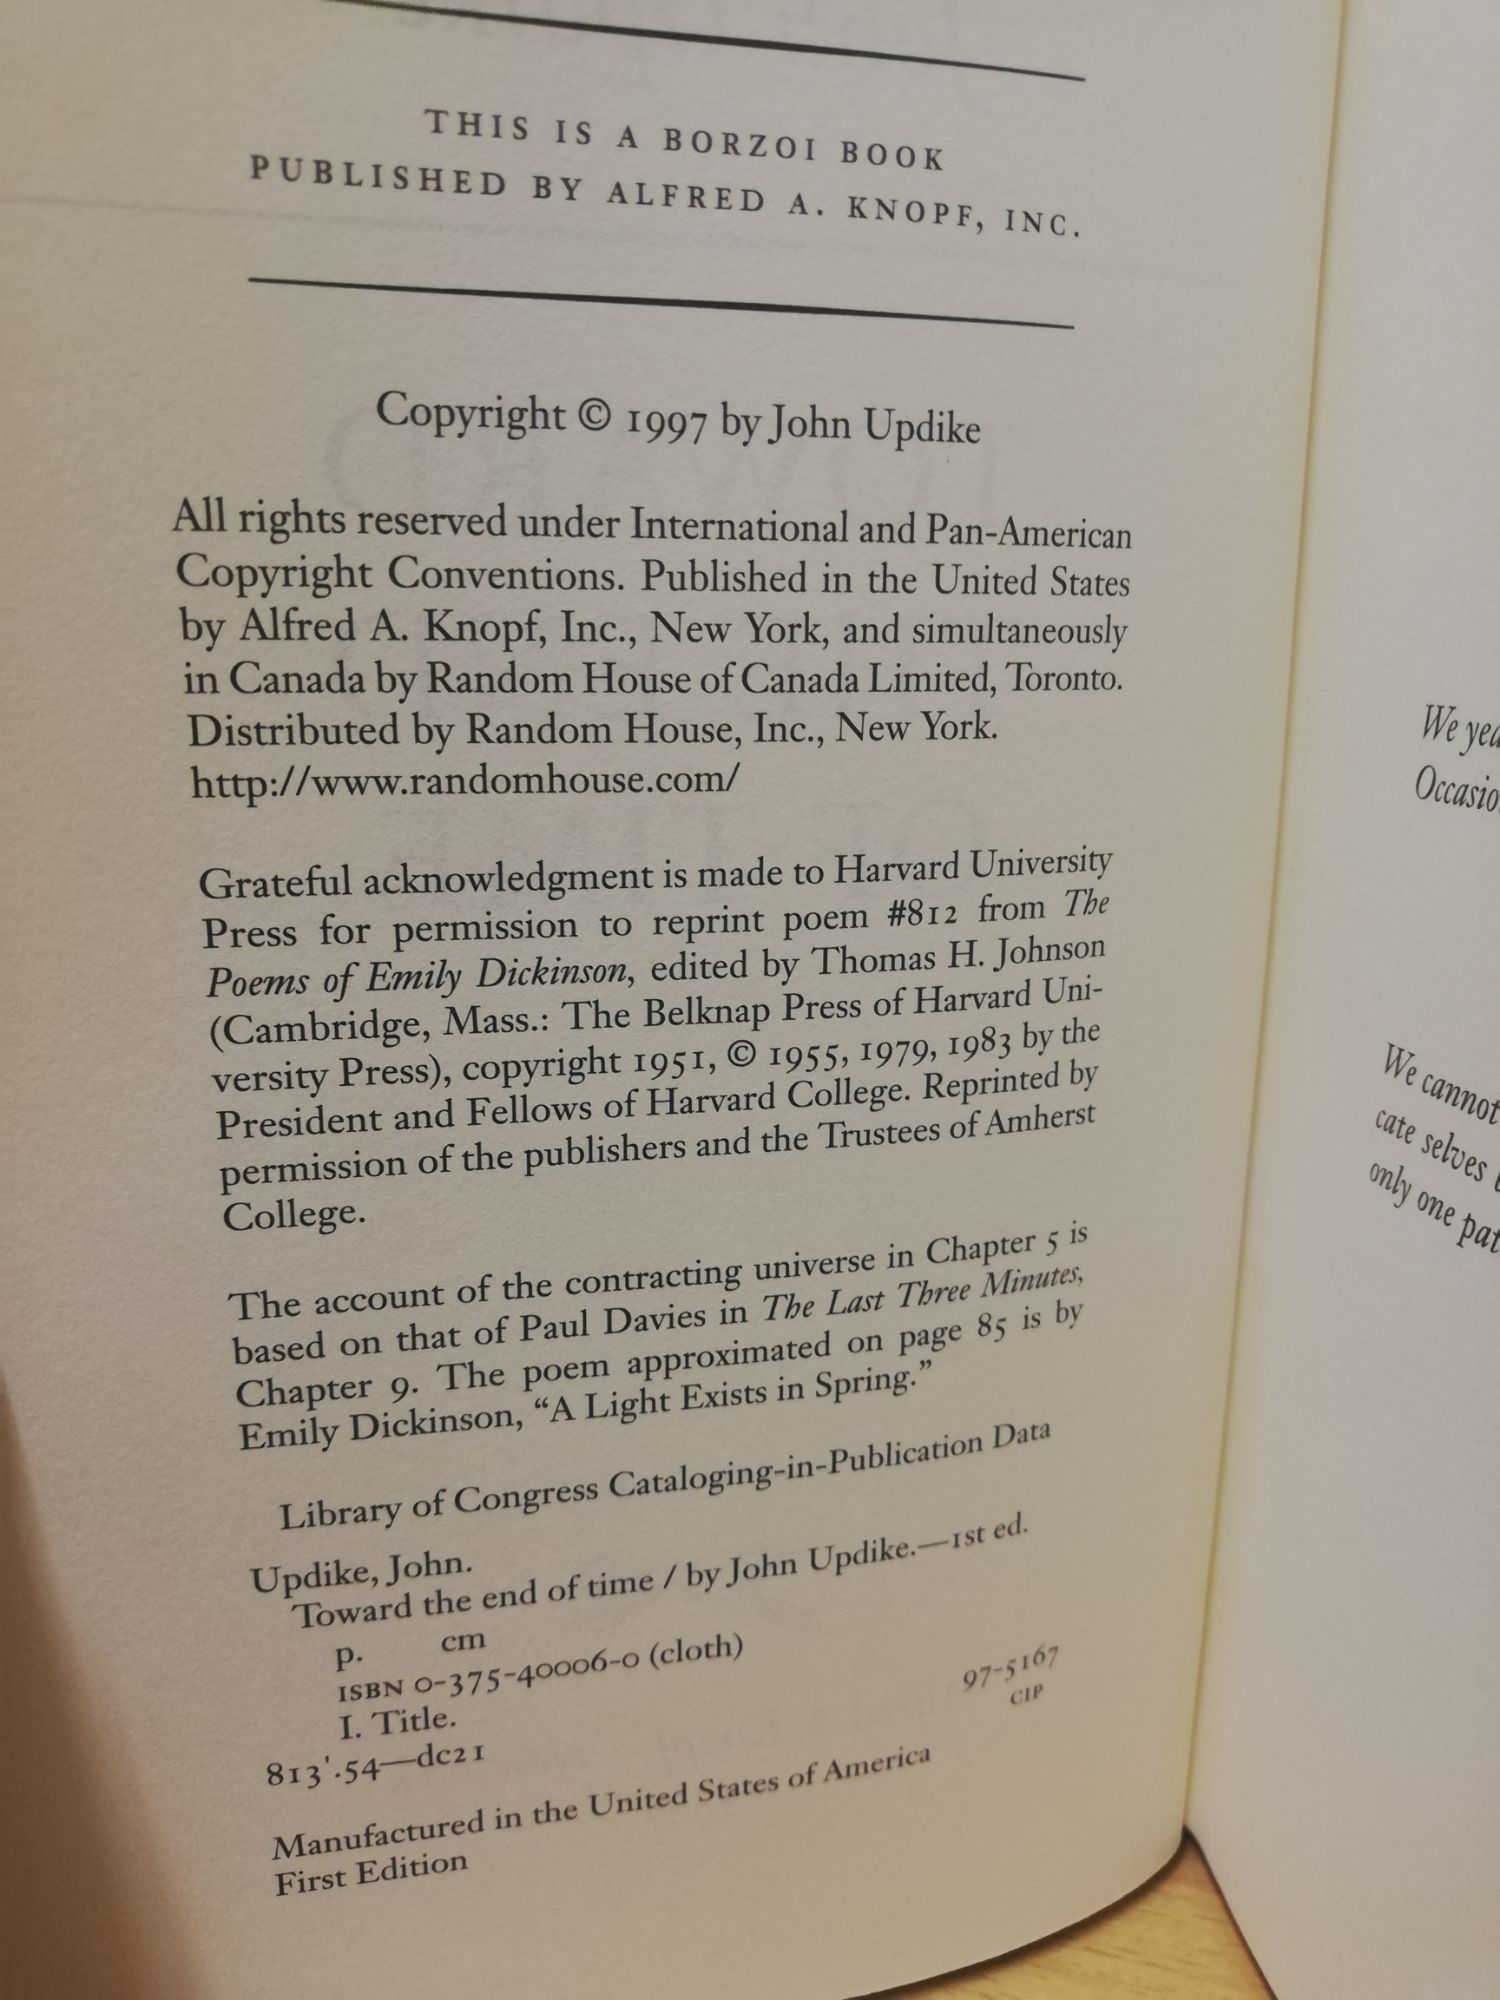 THIS IS A BORZOI BOOK
PUBLISHED BY ALFRED A. KNOPF, INC.
Copyright © 1997 by John Updike
All rights reserved under International and Pan-American
Copyright Conventions. Published in the United States
by Alfred A. Knopf, Inc., New York, and simultaneously
in Canada by Random House of Canada Limited, Toronto.
Distributed by Random House, Inc., New York.
http://www.randomhouse.com/
Grateful acknowledgment is made to Harvard University
Press for permission to reprint poem #812 from The
Poems of Emily Dickinson, edited by Thomas H. Johnson
(Cambridge, Mass.: The Belknap Press of Harvard Uni-
versity Press), copyright 1951, © 1955, 1979, 1983 by the
President and Fellows of Harvard College. Reprinted by
permission of the publishers and the Trustees of Amherst
College.
The account of the contracting universe in Chapter 5 is
based on that of Paul Davies in The Last Three Minutes,
Chapter 9. The poem approximated on page 85 is by
Emily Dickinson, “A Light Exists in Spring.”
Library of Congress Cataloging-in-Publication Data
Updike, John.
Toward the end of time / by John Updike.—1st ed.
p. cm
ISBN 0-375-40006-0 (cloth)
I. Title.
813'.54—dc21 97-5167
CIP
Manufactured in the United States of America
First Edition
We
We cannot
cate selves
only one